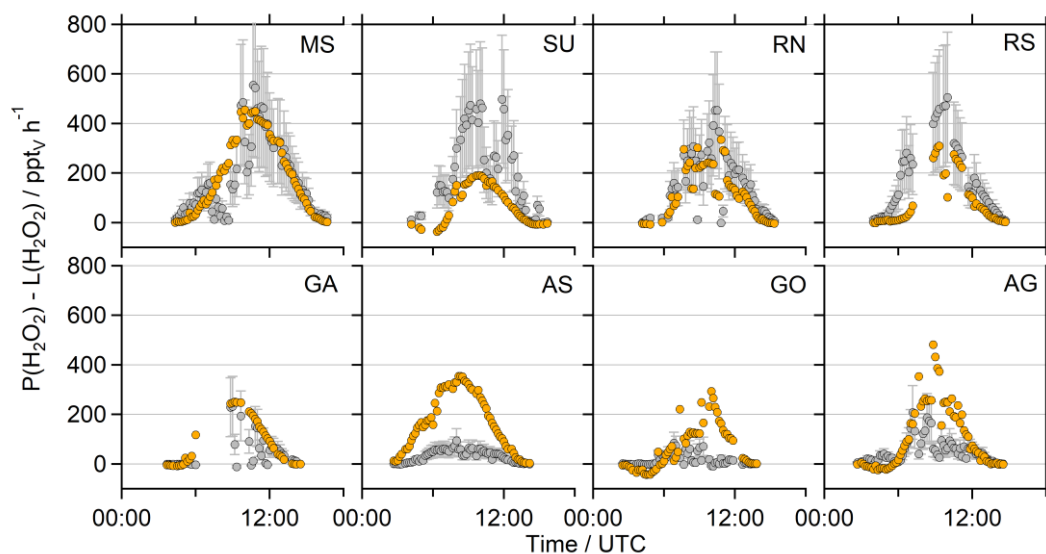 P(H₂O₂) - L(H₂O₂) / pptᵥ h⁻¹
800 MS SU RN RS
600
400
200
0
800 GA AS GO AG
600
400
200
0
00:00 12:00 00:00 12:00 00:00 12:00 00:00 12:00
Time / UTC